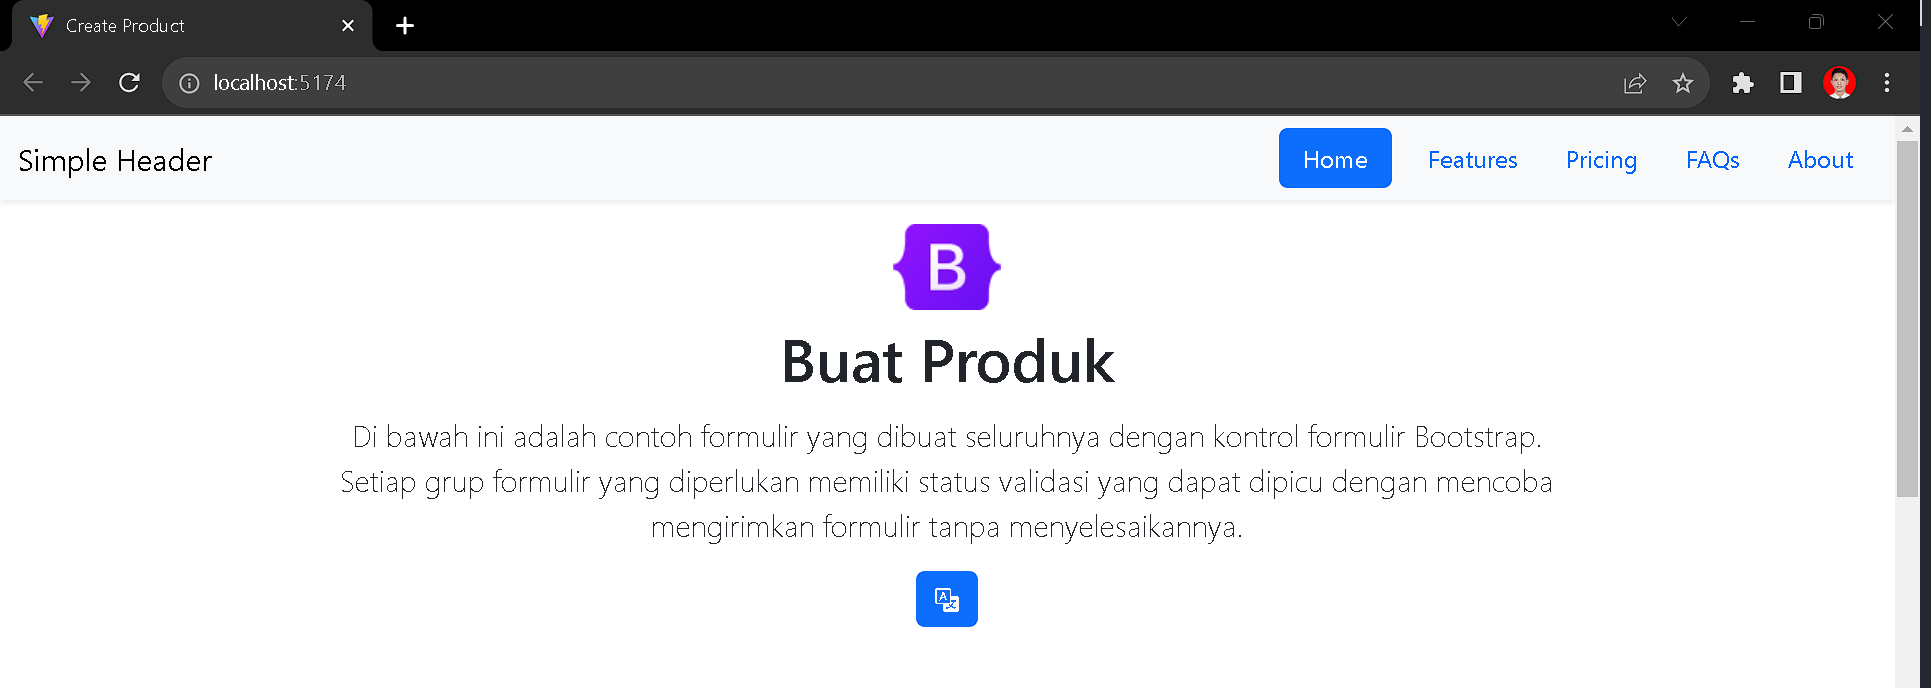 Create Product
localhost:5174
Simple Header
Home Features Pricing FAQs About
B
Buat Produk
Di bawah ini adalah contoh formulir yang dibuat seluruhnya dengan kontrol formulir Bootstrap.
Setiap grup formulir yang diperlukan memiliki status validasi yang dapat dipicu dengan mencoba
mengirimkan formulir tanpa menyelesaikannya.